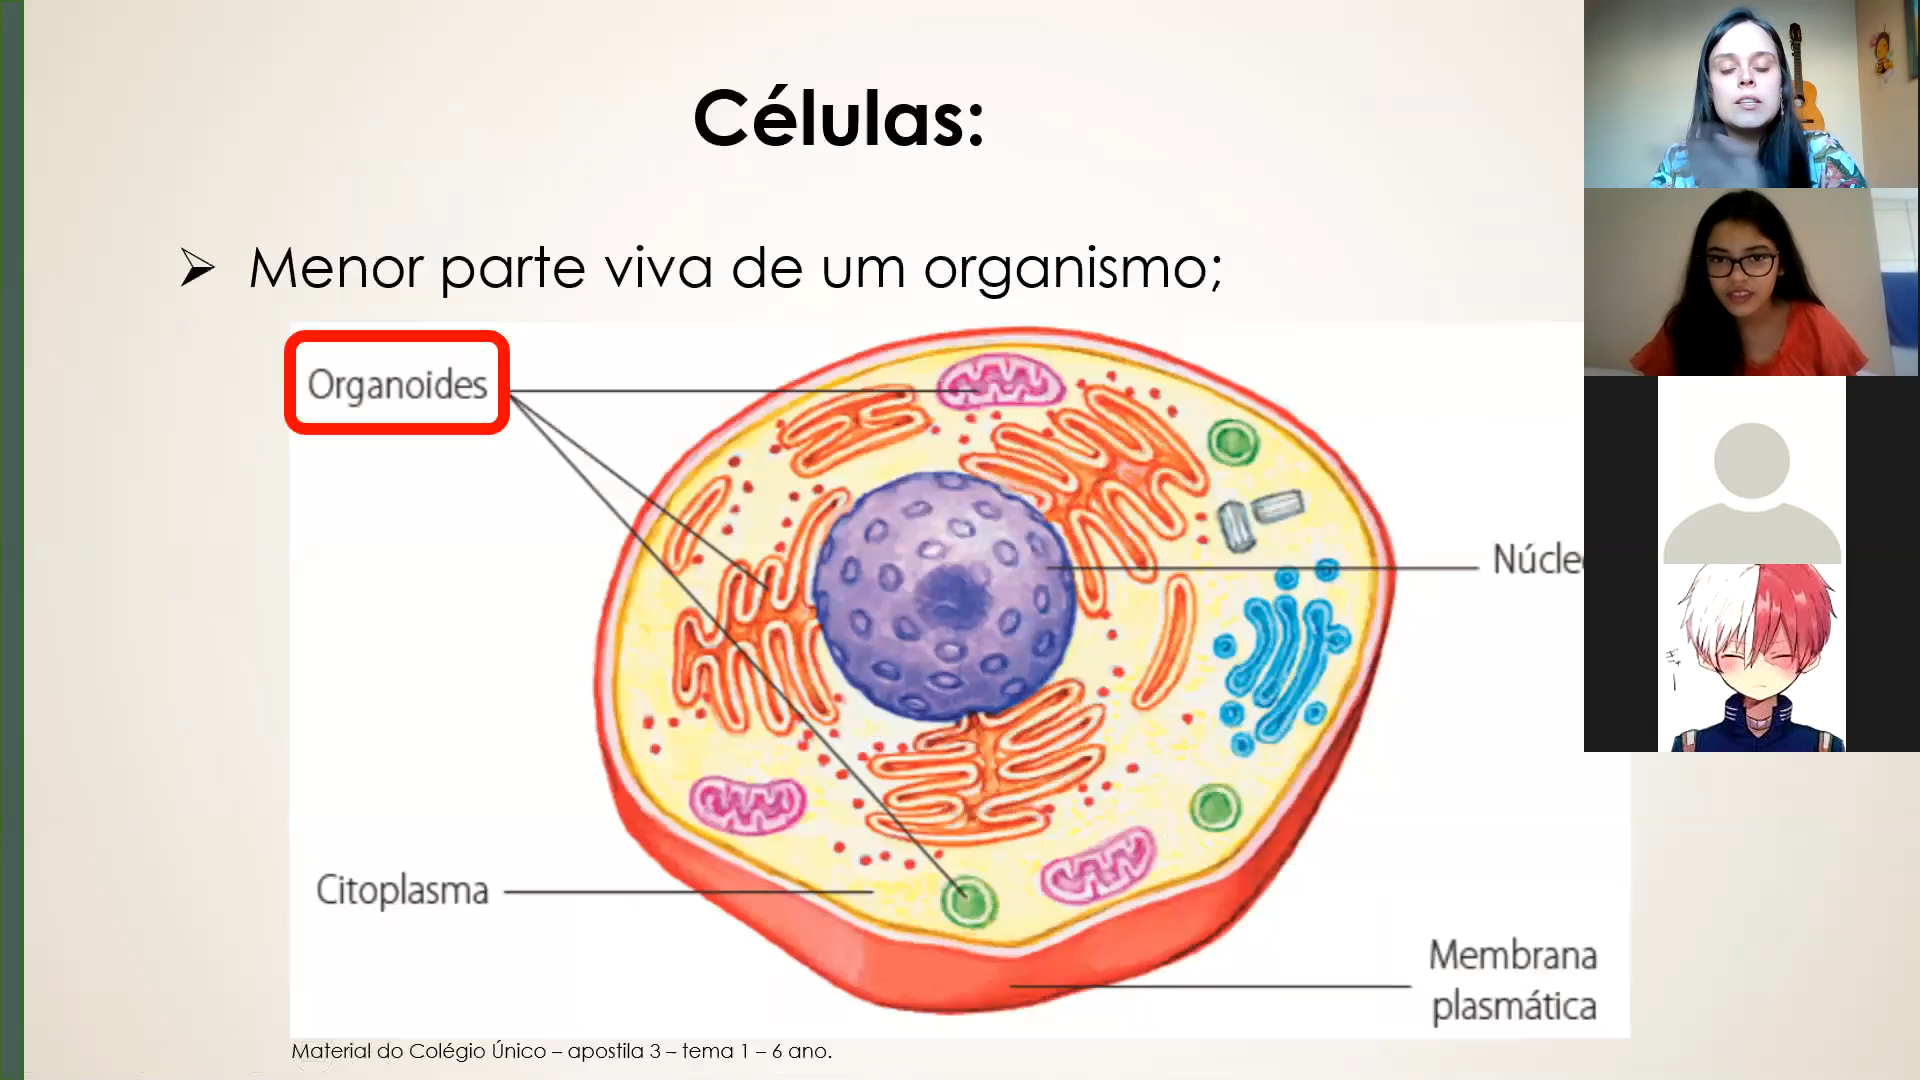 Células:
Menor parte viva de um organismo;
Organoides
Núcle
Citoplasma
Membrana
plasmática
Material do Colégio Único – apostila 3 – tema 1 – 6 ano.